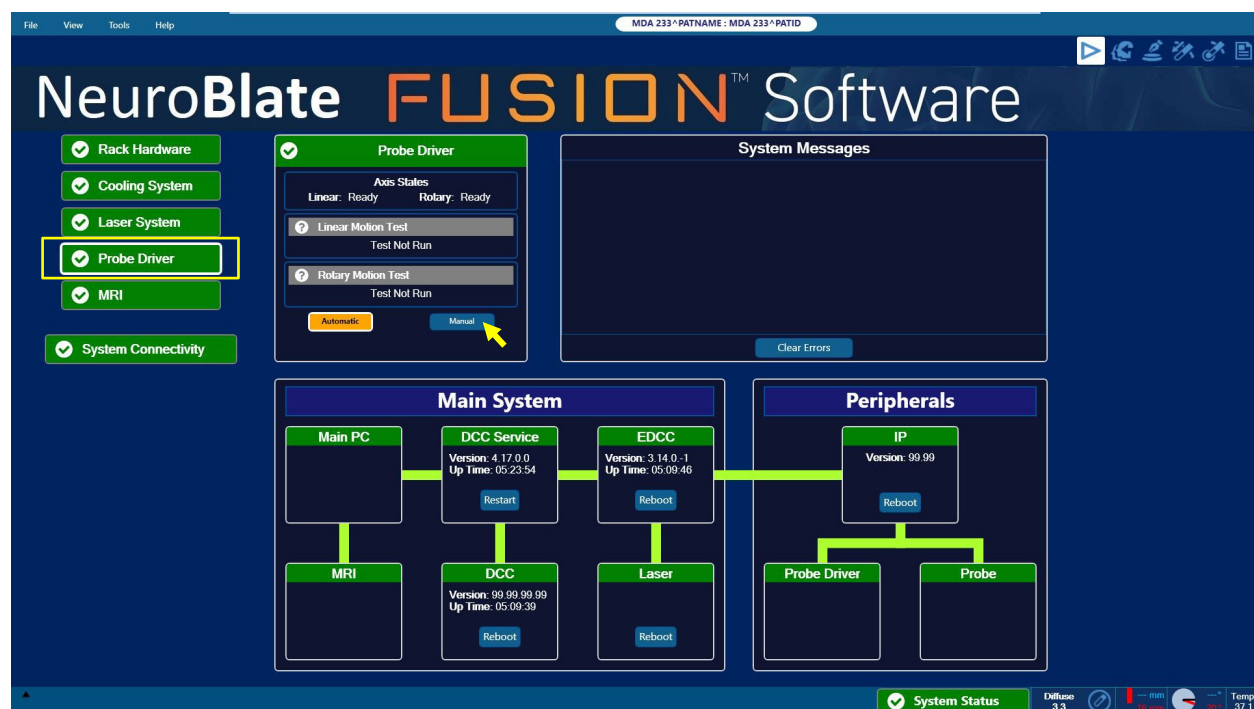 File View Tools Help
MDA 233^PATNAME : MDA 233^PATID
NeuroBlate FUSION™ Software
Rack Hardware
Cooling System
Laser System
Probe Driver
MRI
System Connectivity
Probe Driver
Axis States
Linear: Ready Rotary: Ready
? Linear Motion Test
Test Not Run
? Rotary Motion Test
Test Not Run
Automatic Manual
System Messages
Clear Errors
Main System
Main PC
DCC Service
Version: 4.17.0.0
Up Time: 05:23:54
Restart
EDCC
Version: 3.14.0.-1
Up Time: 05:09:46
Reboot
MRI
DCC
Version: 99.99.99.99
Up Time: 05:09:39
Reboot
Laser
Reboot
Peripherals
IP
Version: 99.99
Reboot
Probe Driver
Probe
System Status
Diffuse
3.3
--- mm
---°
Temp
37.1